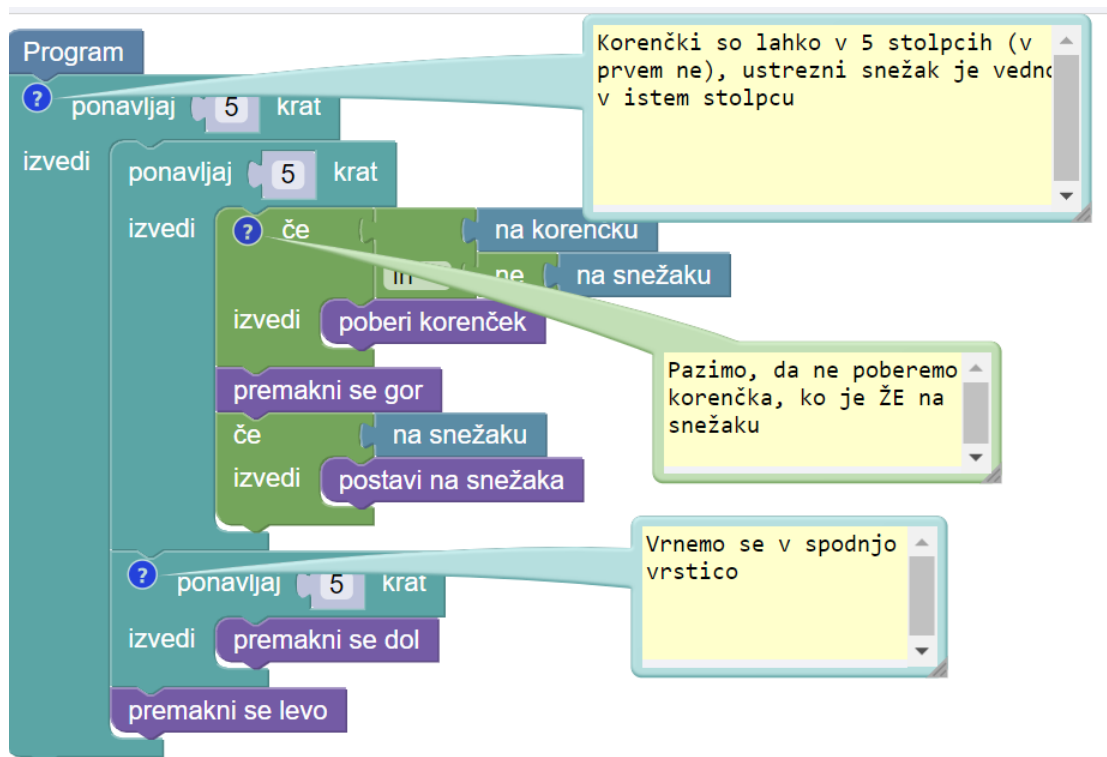 Program
Korenčki so lahko v 5 stolpcih (v
prvem ne), ustrezni snežak je vedno
v istem stolpcu
ponavljaj 5 krat
izvedi ponavljaj 5 krat
izvedi če na korenčku
in ne na snežaku
izvedi poberi korenček
Pazimo, da ne poberemo
korenčka, ko je ŽE na
snežaku
premakni se gor
če na snežaku
izvedi postavi na snežaka
Vrnemo se v spodnjo
vrstico
ponavljaj 5 krat
izvedi premakni se dol
premakni se levo